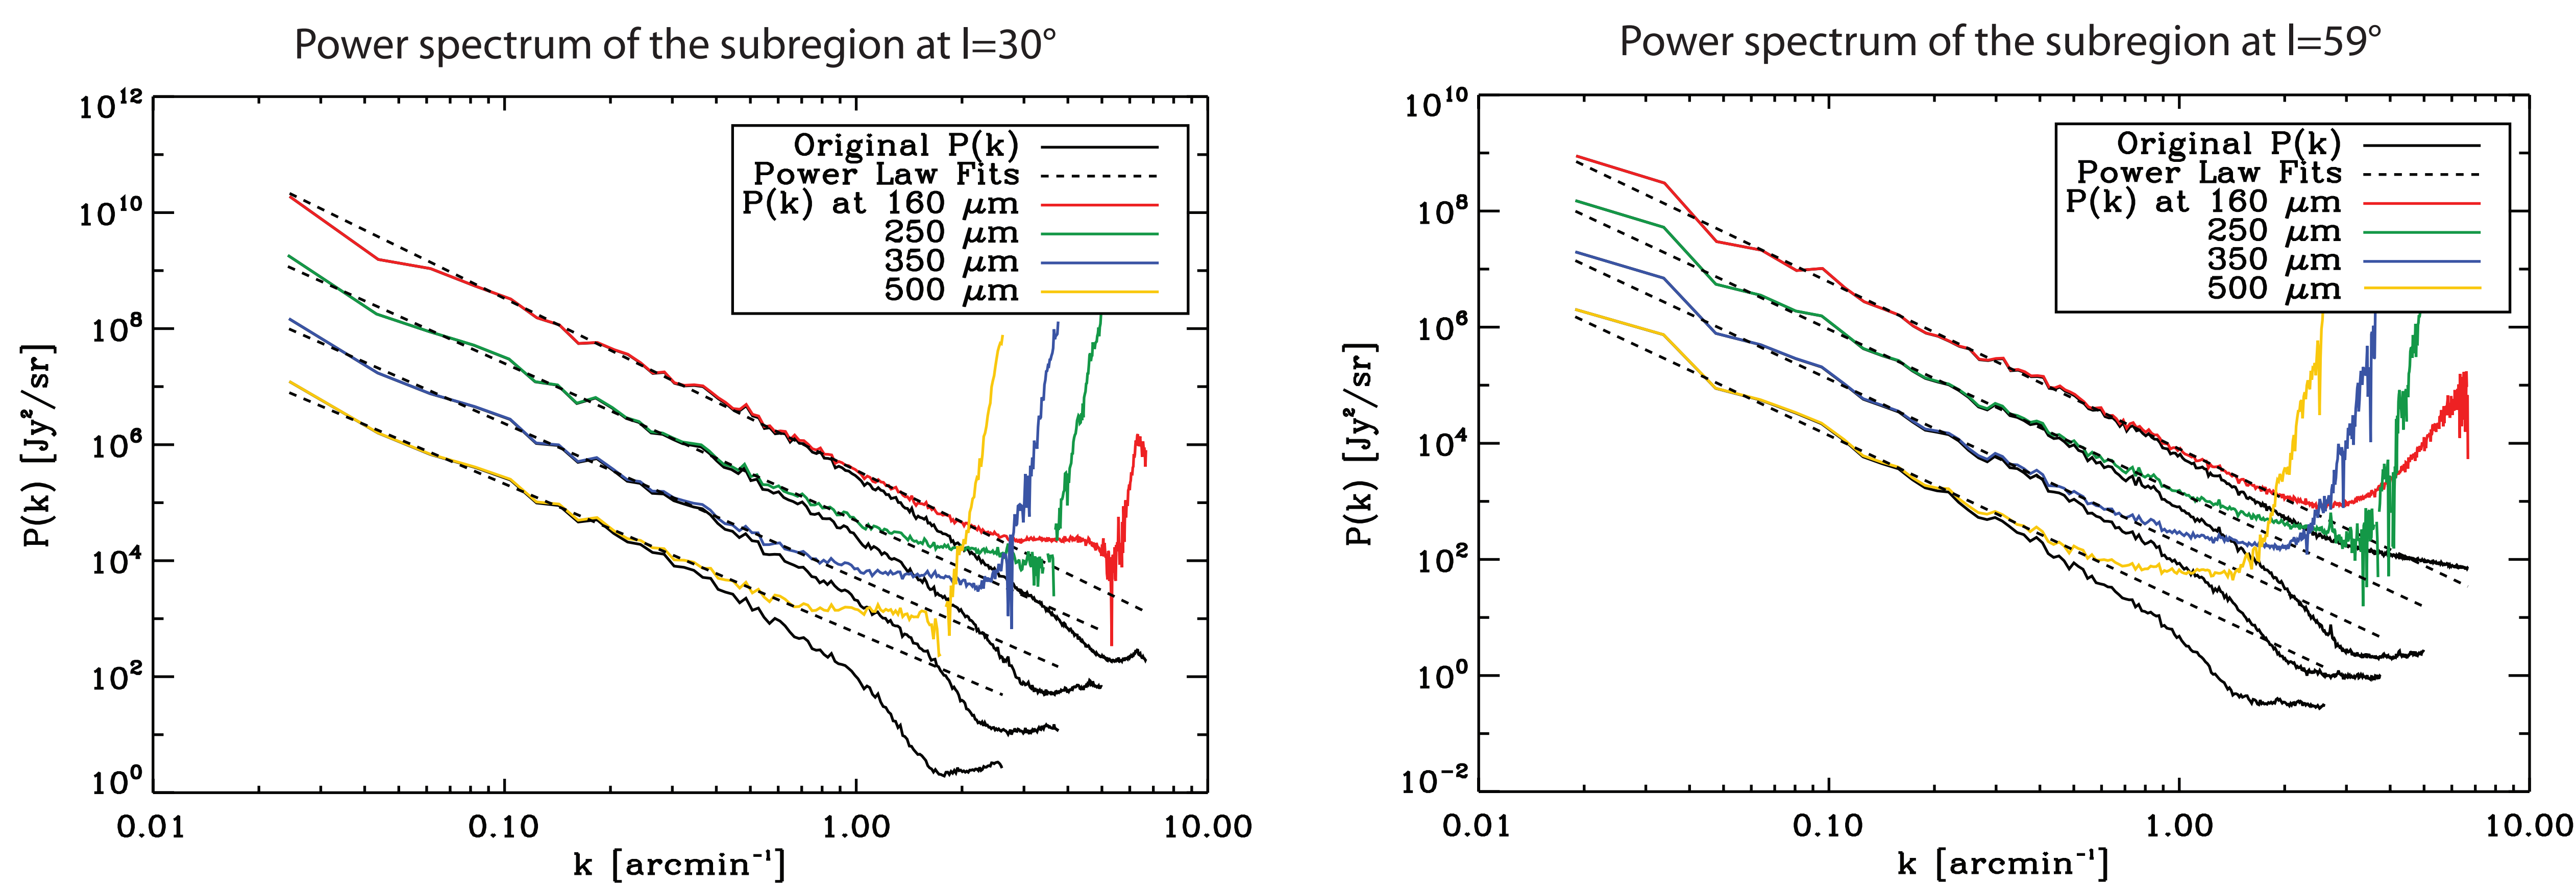 Power spectrum of the subregion at l=30°
10¹²
10¹⁰
10⁸
10⁶
10⁴
10²
10⁰
P(k) [Jy²/sr]
Original P(k)
Power Law Fits
P(k) at 160 μm
250 μm
350 μm
500 μm
0.01 0.10 1.00 10.00
k [arcmin⁻¹]
Power spectrum of the subregion at l=59°
10¹⁰
10⁸
10⁶
10⁴
10²
10⁰
10⁻²
P(k) [Jy²/sr]
Original P(k)
Power Law Fits
P(k) at 160 μm
250 μm
350 μm
500 μm
0.01 0.10 1.00 10.00
k [arcmin⁻¹]